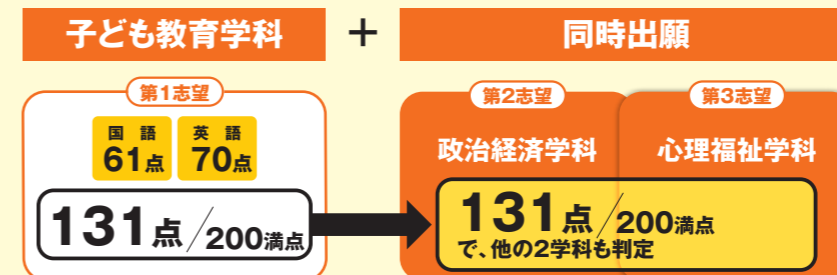 子ども教育学科
+
同時出願
第1志望
国語
61点
英語
70点
131点/200満点
第2志望
政治経済学科
第3志望
心理福祉学科
131点/200満点
で、他の2学科も判定